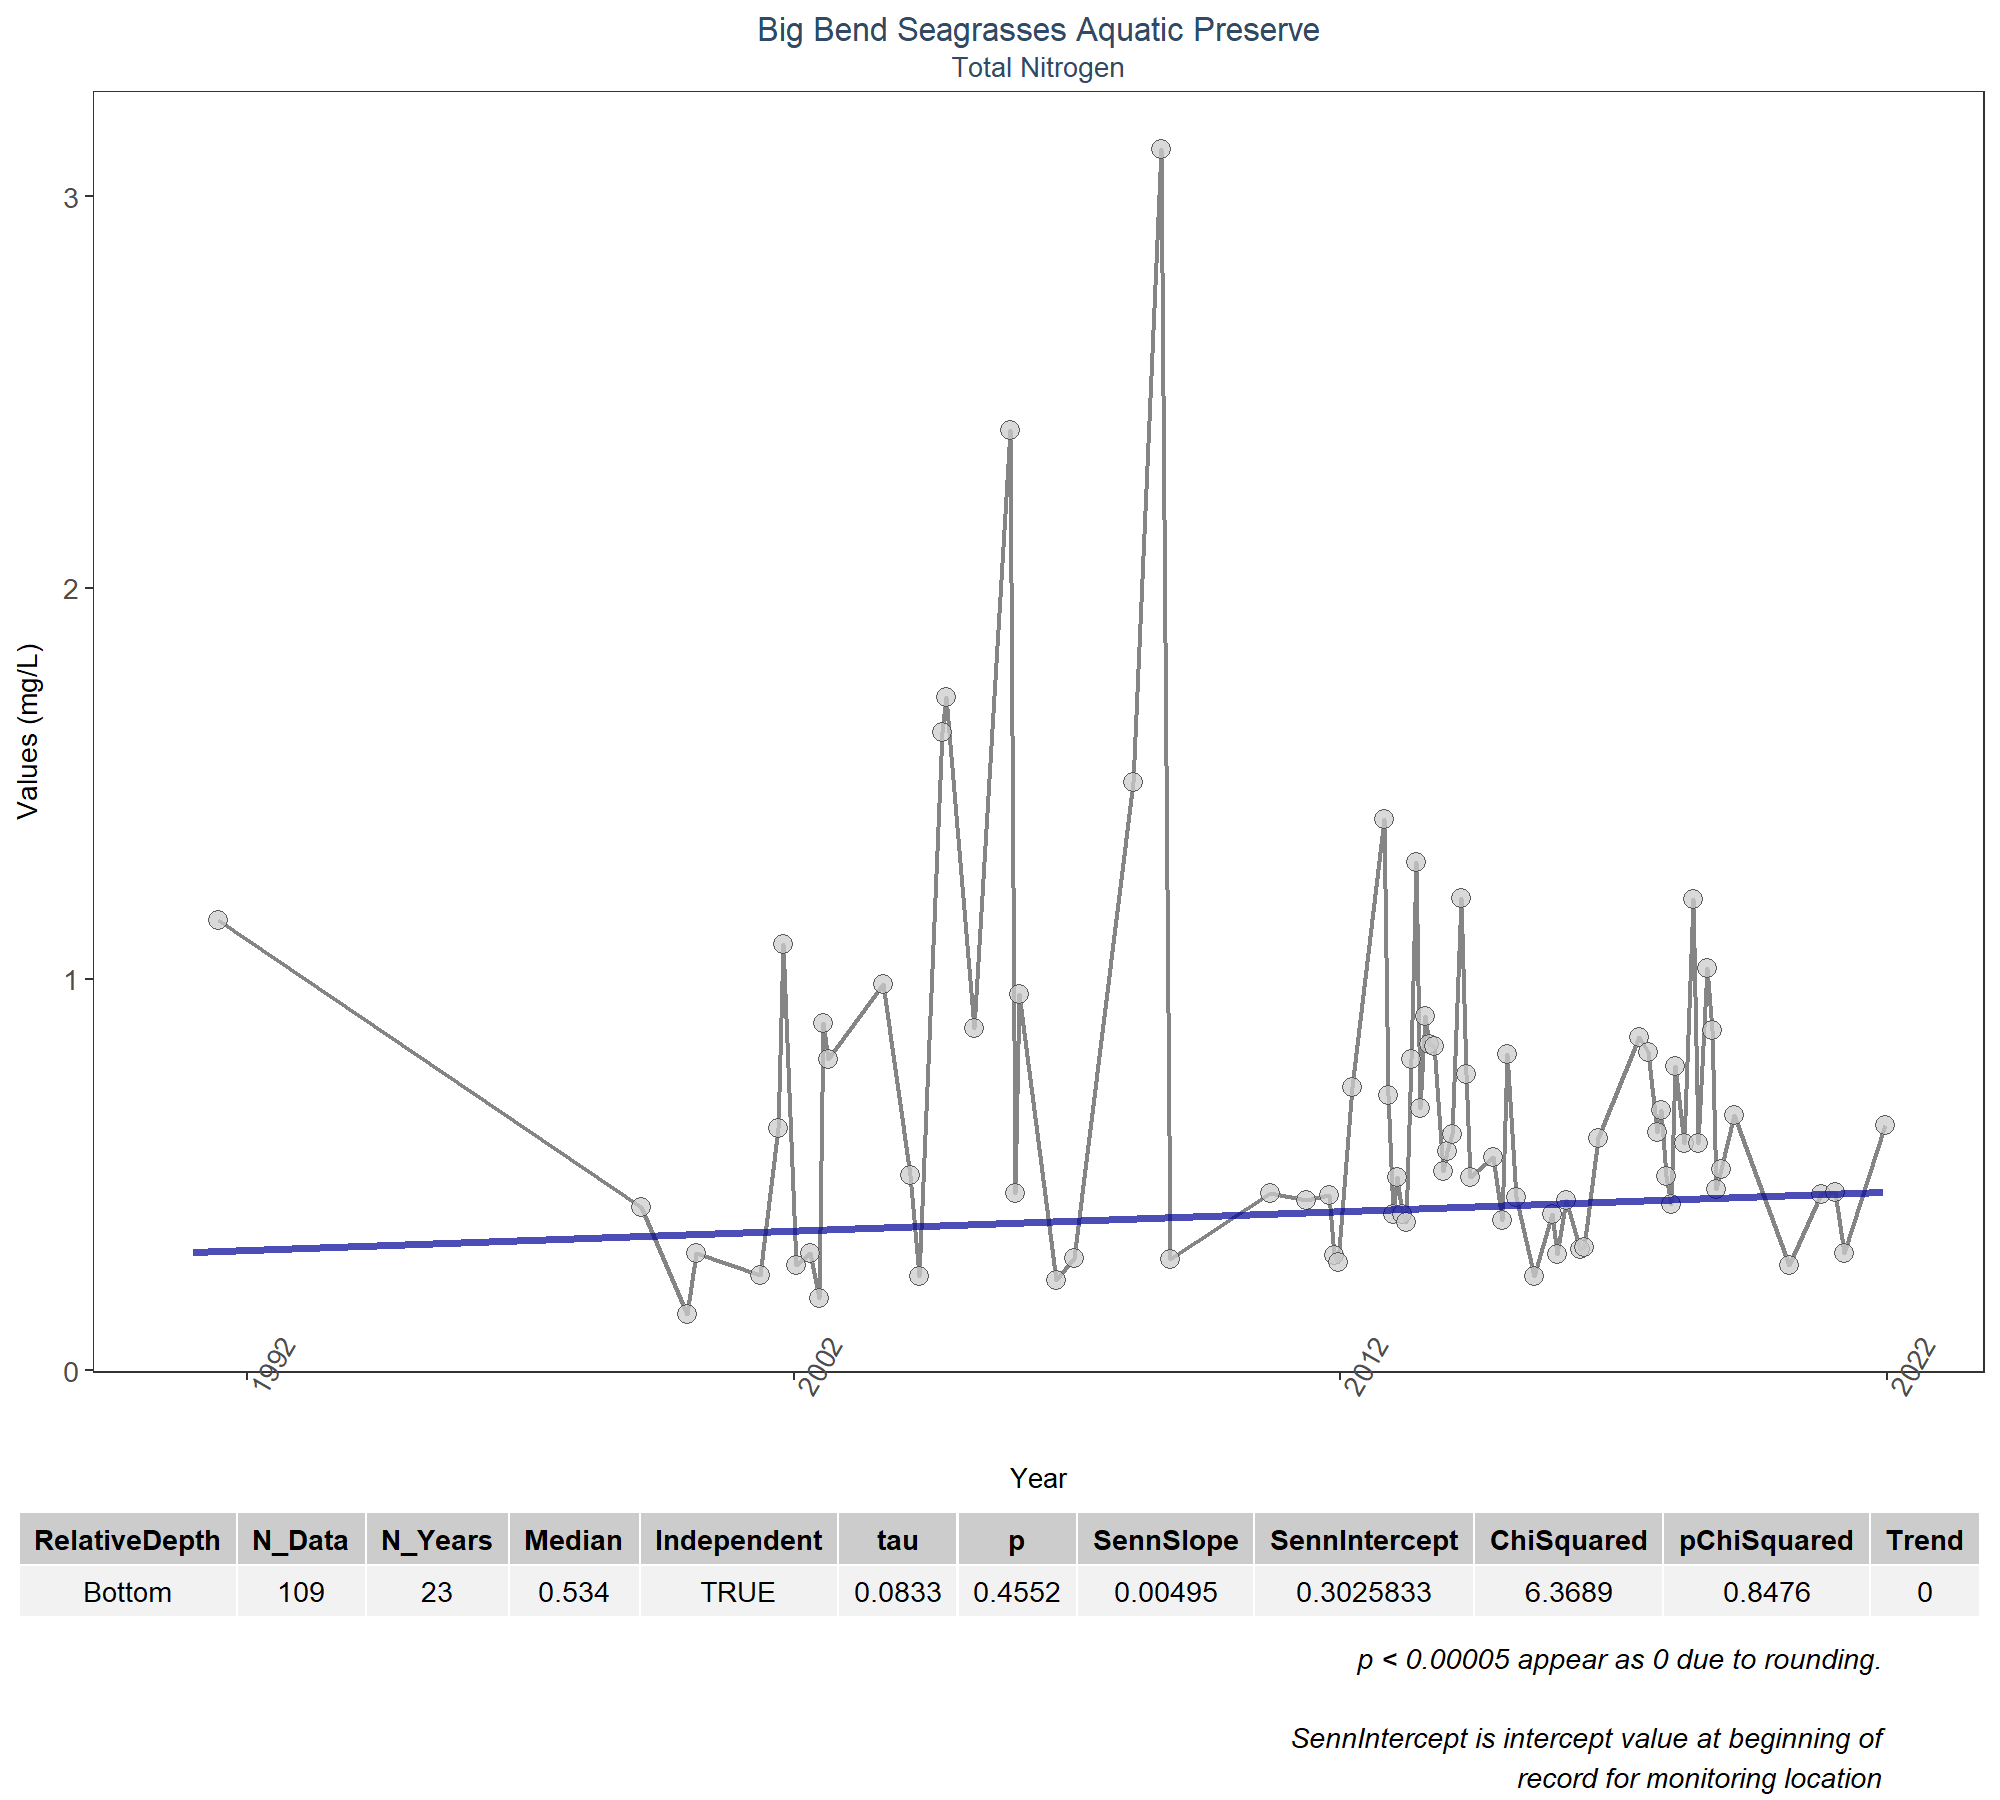 Big Bend Seagrasses Aquatic Preserve
Total Nitrogen
3
2
1
0
Values (mg/L)
1992
2002
2012
2022
Year
RelativeDepth N_Data N_Years Median Independent tau p SennSlope SennIntercept ChiSquared pChiSquared Trend
Bottom 109 23 0.534 TRUE 0.0833 0.4552 0.00495 0.3025833 6.3689 0.8476 0
p < 0.00005 appear as 0 due to rounding.
SennIntercept is intercept value at beginning of
record for monitoring location